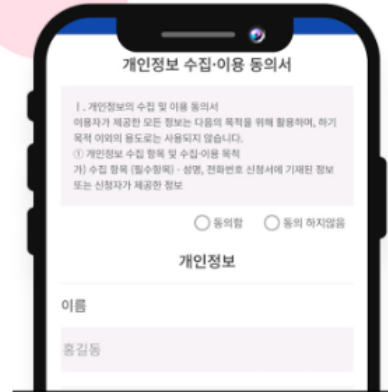 개인정보 수집·이용 동의서
Ⅰ. 개인정보의 수집 및 이용 동의서
이용자가 제공한 모든 정보는 다음의 목적을 위해 활용하며, 하기
목적 이외의 용도로는 사용되지 않습니다.
① 개인정보 수집 항목 및 수집·이용 목적
가) 수집 항목 (필수항목) - 성명, 전화번호 신청서에 기재된 정보
또는 신청자가 제공한 정보
동의함 동의 하지않음
개인정보
이름
홍길동